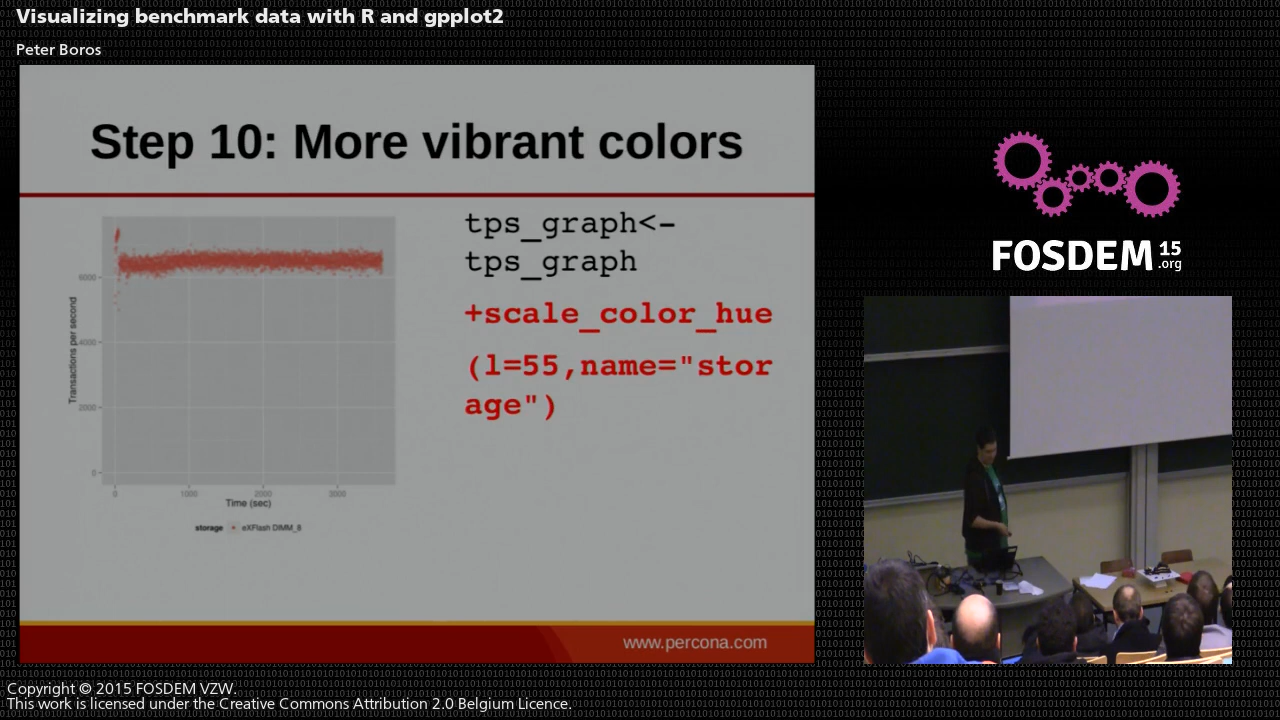 Visualizing benchmark data with R and gpplot2
Peter Boros
Step 10: More vibrant colors
tps_graph<-
tps_graph
+scale_color_hue
(l=55,name="stor
age")
6000
4000
2000
0
Transactions per second
0 1000 2000 3000
Time (sec)
storage eXFlash DIMM_8
www.percona.com
FOSDEM 15
.org
Copyright © 2015 FOSDEM VZW.
This work is licensed under the Creative Commons Attribution 2.0 Belgium Licence.